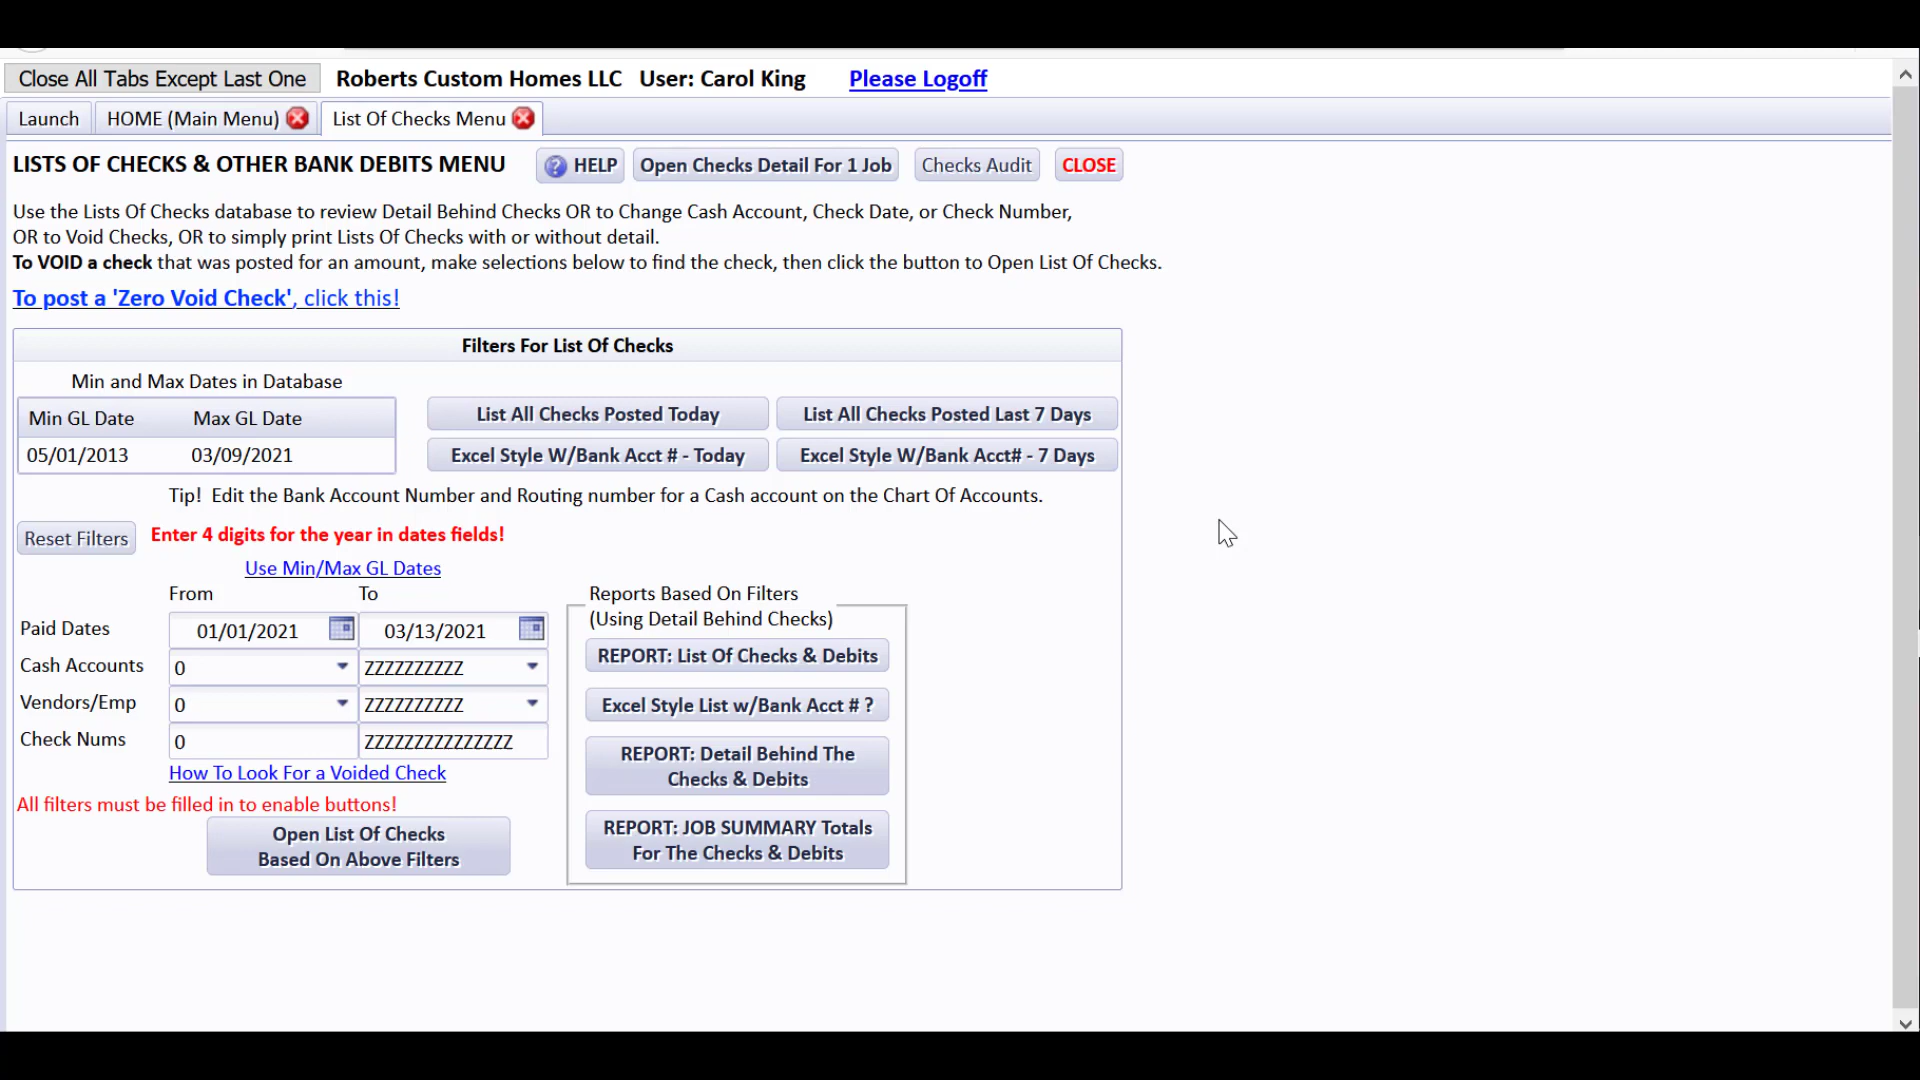 Close All Tabs Except Last One Roberts Custom Homes LLC User: Carol King Please Logoff
Launch HOME (Main Menu) List Of Checks Menu
LISTS OF CHECKS & OTHER BANK DEBITS MENU HELP Open Checks Detail For 1 Job Checks Audit CLOSE
Use the Lists Of Checks database to review Detail Behind Checks OR to Change Cash Account, Check Date, or Check Number,
OR to Void Checks, OR to simply print Lists Of Checks with or without detail.
To VOID a check that was posted for an amount, make selections below to find the check, then click the button to Open List Of Checks.
To post a 'Zero Void Check', click this!
Filters For List Of Checks
Min and Max Dates in Database
Min GL Date Max GL Date
05/01/2013 03/09/2021
List All Checks Posted Today List All Checks Posted Last 7 Days
Excel Style W/Bank Acct # - Today Excel Style W/Bank Acct# - 7 Days
Tip! Edit the Bank Account Number and Routing number for a Cash account on the Chart Of Accounts.
Reset Filters Enter 4 digits for the year in dates fields!
Use Min/Max GL Dates
From To
Paid Dates 01/01/2021 03/13/2021
Cash Accounts 0 ZZZZZZZZZZ
Vendors/Emp 0 ZZZZZZZZZZ
Check Nums 0 ZZZZZZZZZZZZZZZ
How To Look For a Voided Check
All filters must be filled in to enable buttons!
Open List Of Checks
Based On Above Filters
Reports Based On Filters
(Using Detail Behind Checks)
REPORT: List Of Checks & Debits
Excel Style List w/Bank Acct # ?
REPORT: Detail Behind The
Checks & Debits
REPORT: JOB SUMMARY Totals
For The Checks & Debits